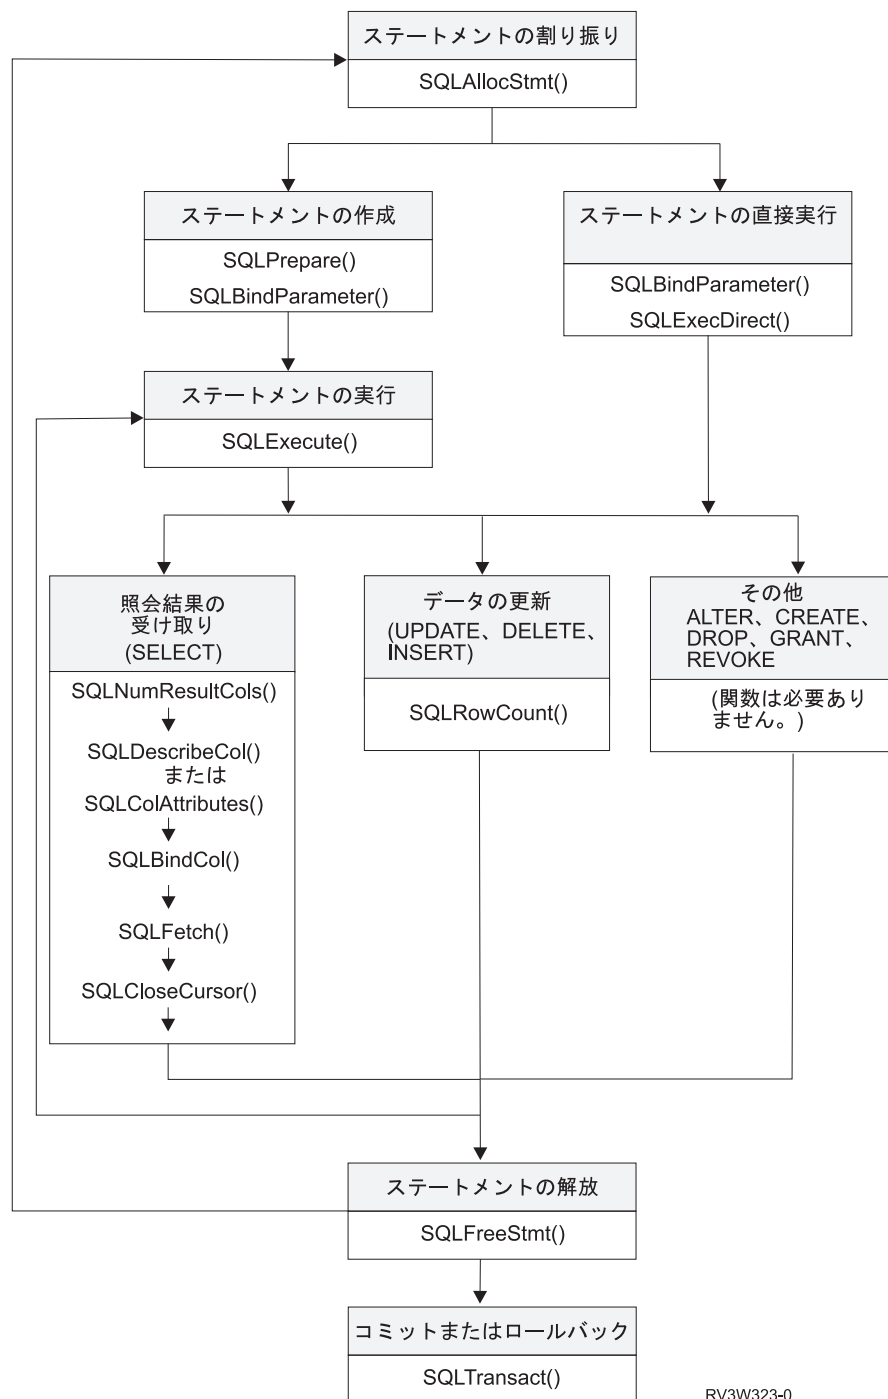 ステートメントの割り振り
SQLAllocStmt()
ステートメントの作成
SQLPrepare()
SQLBindParameter()
ステートメントの直接実行
SQLBindParameter()
SQLExecDirect()
ステートメントの実行
SQLExecute()
照会結果の
受け取り
(SELECT)
SQLNumResultCols()
SQLDescribeCol()
または
SQLColAttributes()
SQLBindCol()
SQLFetch()
SQLCloseCursor()
データの更新
(UPDATE、DELETE、
INSERT)
SQLRowCount()
その他
ALTER、CREATE、
DROP、GRANT、
REVOKE
(関数は必要あり
ません。)
ステートメントの解放
SQLFreeStmt()
コミットまたはロールバック
SQLTransact()
RV3W323-0